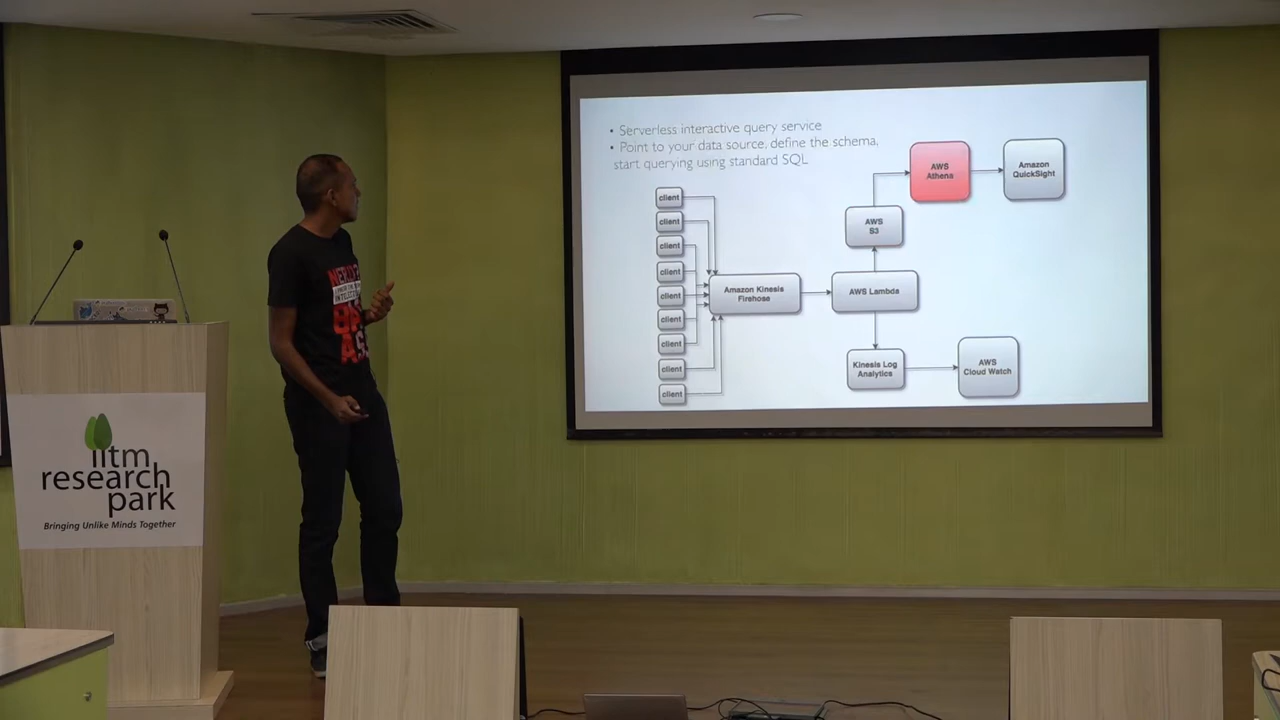 • Serverless interactive query service
• Point to your data source, define the schema,
start querying using standard SQL
client
client
client
client
client
client
client
client
client
Amazon Kinesis
Firehose
AWS Lambda
AWS
S3
AWS
Athena
Amazon
QuickSight
Kinesis Log
Analytics
AWS
Cloud Watch
iitm
research
park
Bringing Unlike Minds Together